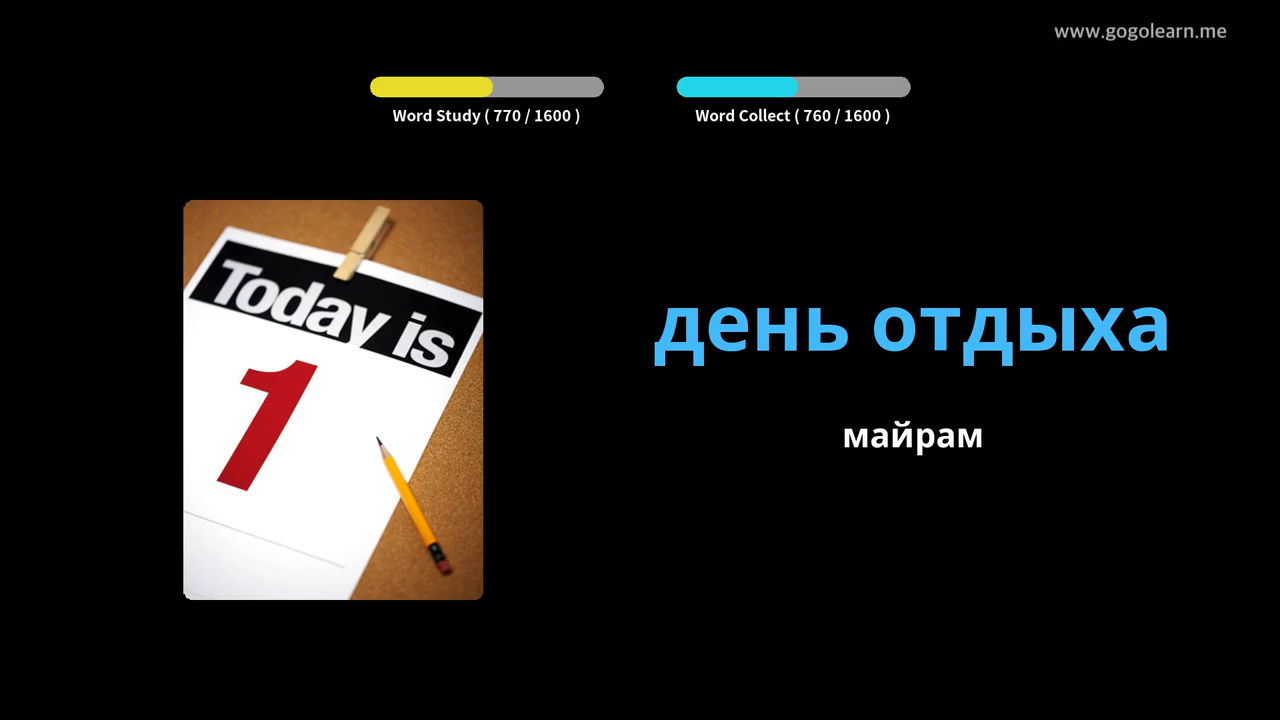 www.gogolearn.me
Word Study ( 770 / 1600 )
Word Collect ( 760 / 1600 )
Today is
1
день отдыха
майрам